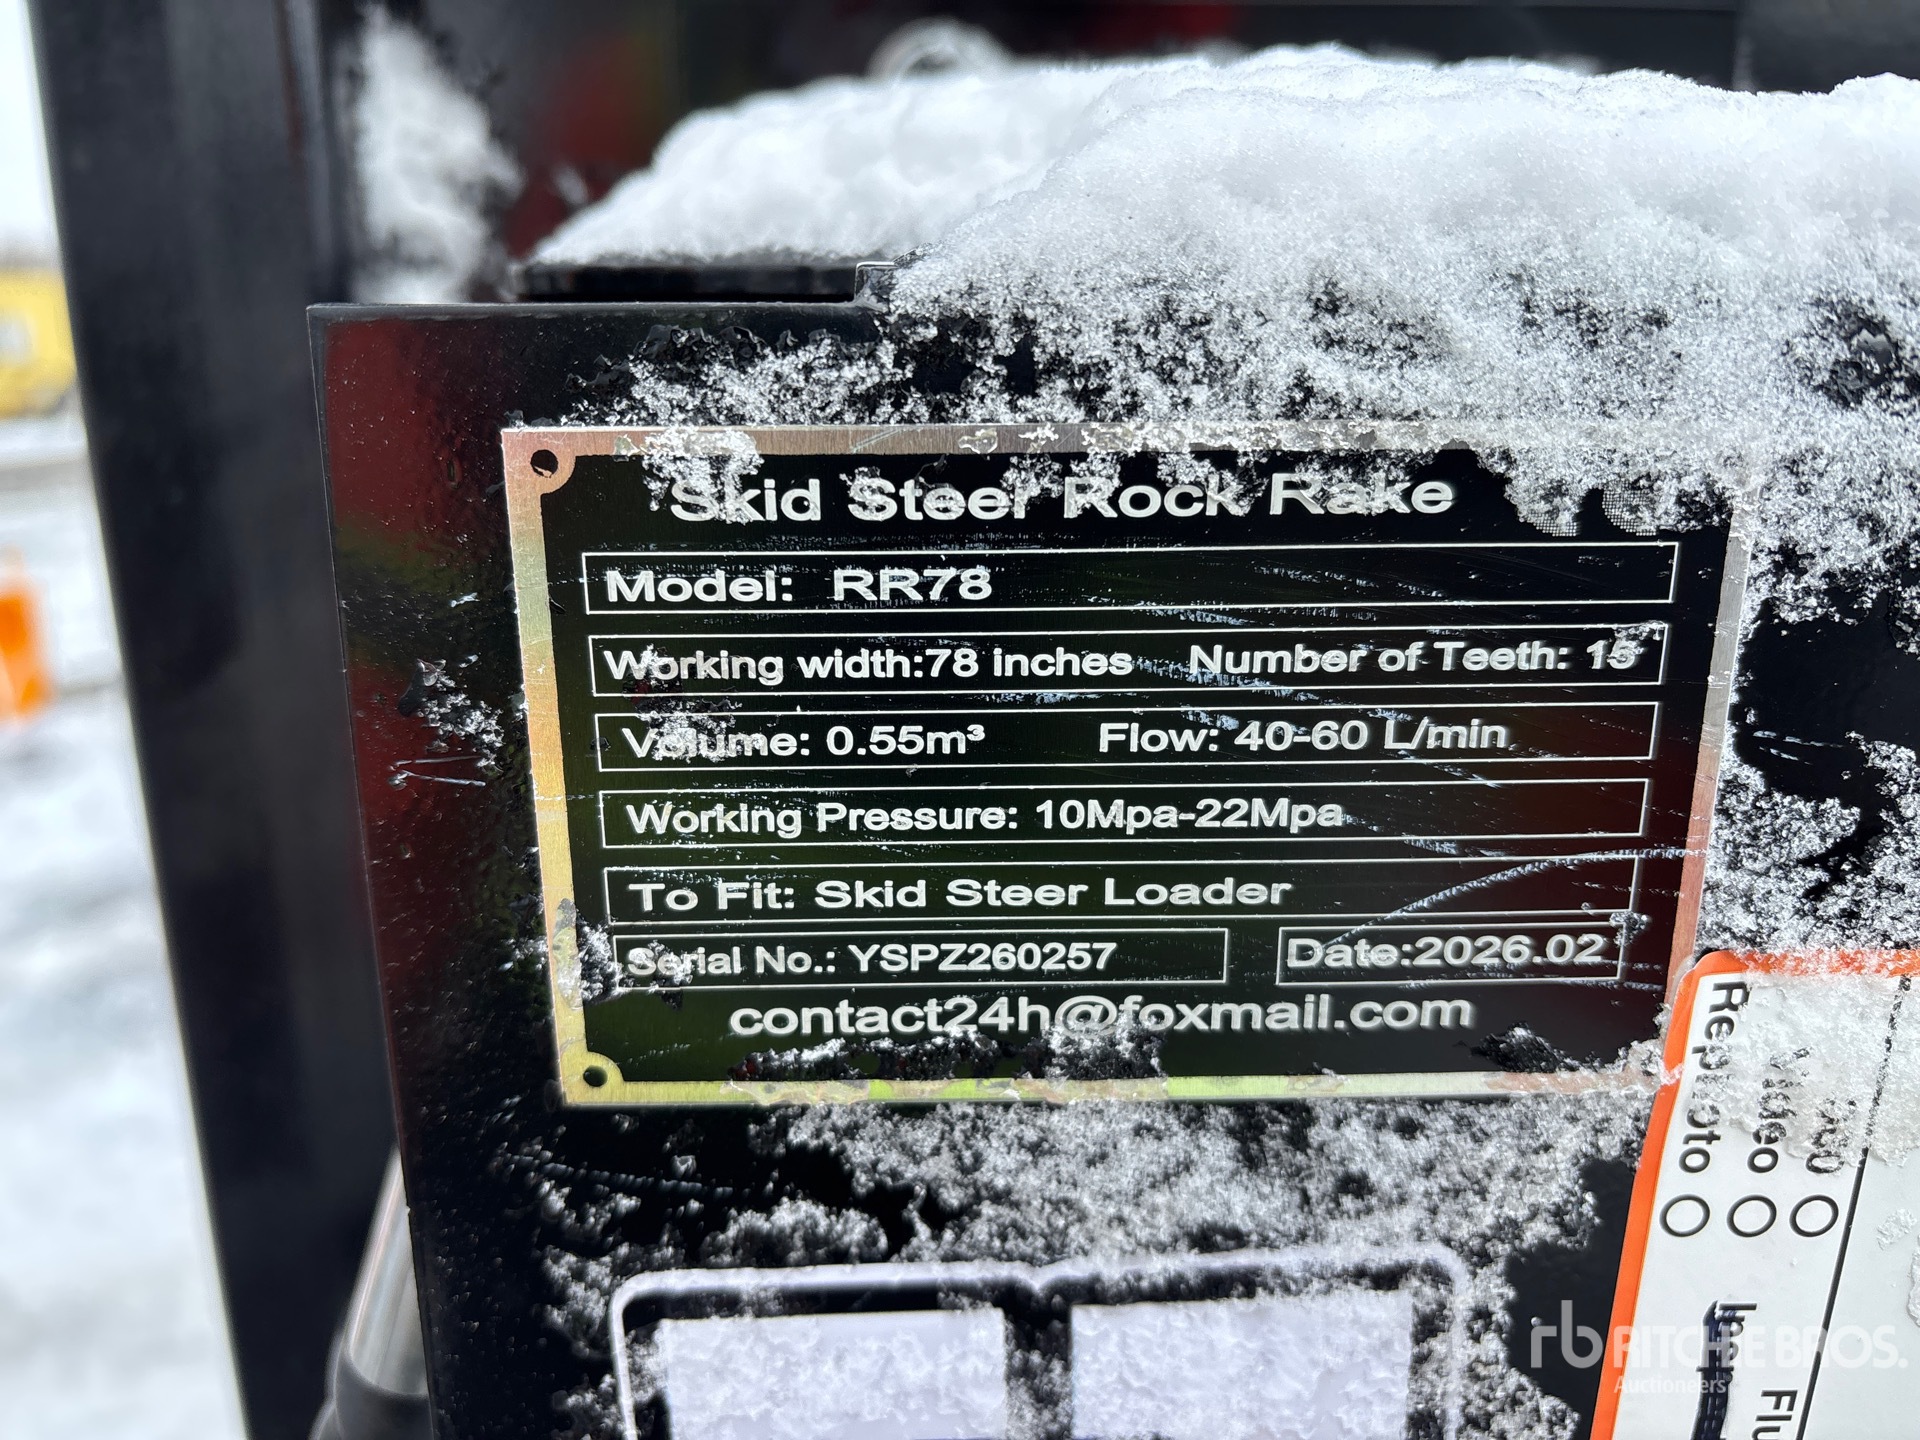 Skid Steer Rock Rake
Model: RR78
Working width:78 inches Number of Teeth: 15
Volume: 0.55m³ Flow: 40-60 L/min
Working Pressure: 10Mpa-22Mpa
To Fit: Skid Steer Loader
Serial No.: YSPZ260257 Date:2026.02
contact24h@foxmail.com
Video
rb RITCHIE BROS.
Auctioneers